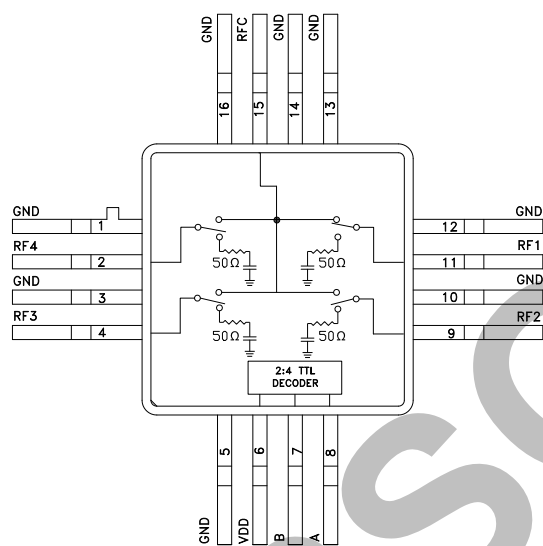 GND
RFC
GND
GND
16
15
14
13
GND
1
RF4
2
GND
3
RF3
4
GND
12
RF1
11
GND
10
RF2
9
50Ω
50Ω
50Ω
50Ω
2:4 TTL
DECODER
5
6
7
8
GND
VDD
B
A